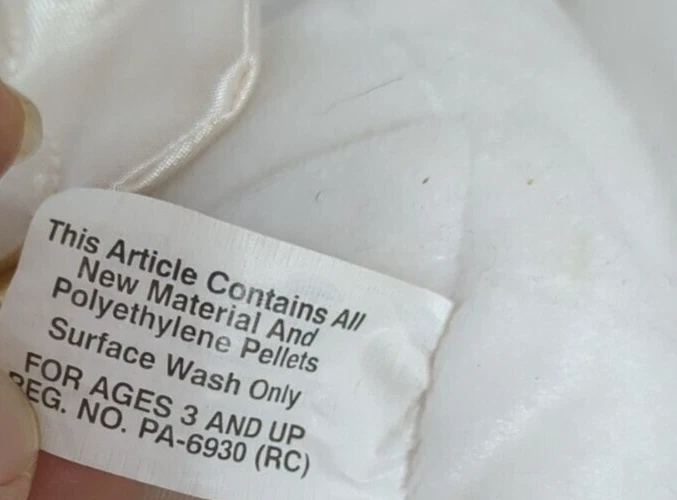 This Article Contains All
New Material And
Polyethylene Pellets
Surface Wash Only
FOR AGES 3 AND UP
REG. NO. PA-6930 (RC)